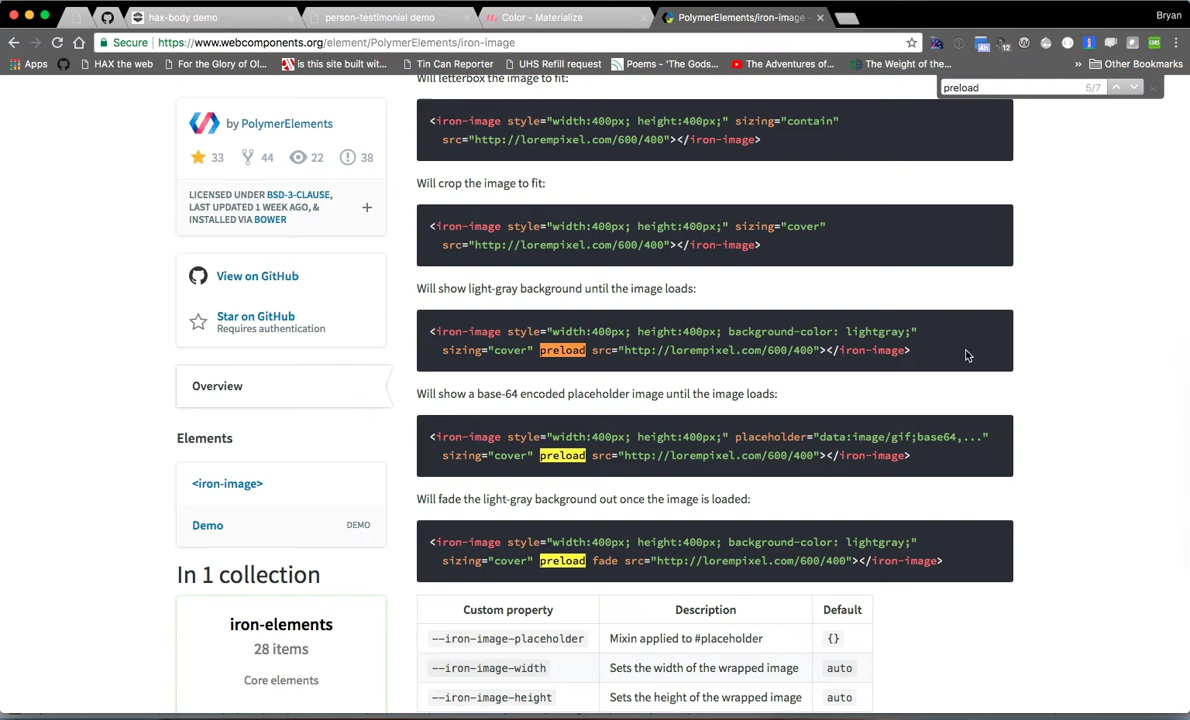 hax-body demo
person-testimonial demo
Color - Materialize
PolymerElements/iron-image
Bryan
Secure
https://www.webcomponents.org/element/PolymerElements/iron-image
Apps
HAX the web
For the Glory of Ol...
is this site built wit...
Tin Can Reporter
UHS Refill request
Poems - 'The Gods...
The Adventures of...
The Weight of the...
» Other Bookmarks
preload 5/7
Will letterbox the image to fit:
<iron-image style="width:400px; height:400px;" sizing="contain"
src="http://lorempixel.com/600/400"></iron-image>
Will crop the image to fit:
<iron-image style="width:400px; height:400px;" sizing="cover"
src="http://lorempixel.com/600/400"></iron-image>
Will show light-gray background until the image loads:
<iron-image style="width:400px; height:400px; background-color: lightgray;"
sizing="cover" preload src="http://lorempixel.com/600/400"></iron-image>
Will show a base-64 encoded placeholder image until the image loads:
<iron-image style="width:400px; height:400px;" placeholder="data:image/gif;base64,..."
sizing="cover" preload src="http://lorempixel.com/600/400"></iron-image>
Will fade the light-gray background out once the image is loaded:
<iron-image style="width:400px; height:400px; background-color: lightgray;"
sizing="cover" preload fade src="http://lorempixel.com/600/400"></iron-image>
Custom property Description Default
--iron-image-placeholder Mixin applied to #placeholder {}
--iron-image-width Sets the width of the wrapped image auto
--iron-image-height Sets the height of the wrapped image auto
by PolymerElements
33 44 22 38
LICENSED UNDER BSD-3-CLAUSE,
LAST UPDATED 1 WEEK AGO, &
INSTALLED VIA BOWER
+
View on GitHub
Star on GitHub
Requires authentication
Overview
Elements
<iron-image>
Demo DEMO
In 1 collection
iron-elements
28 items
Core elements